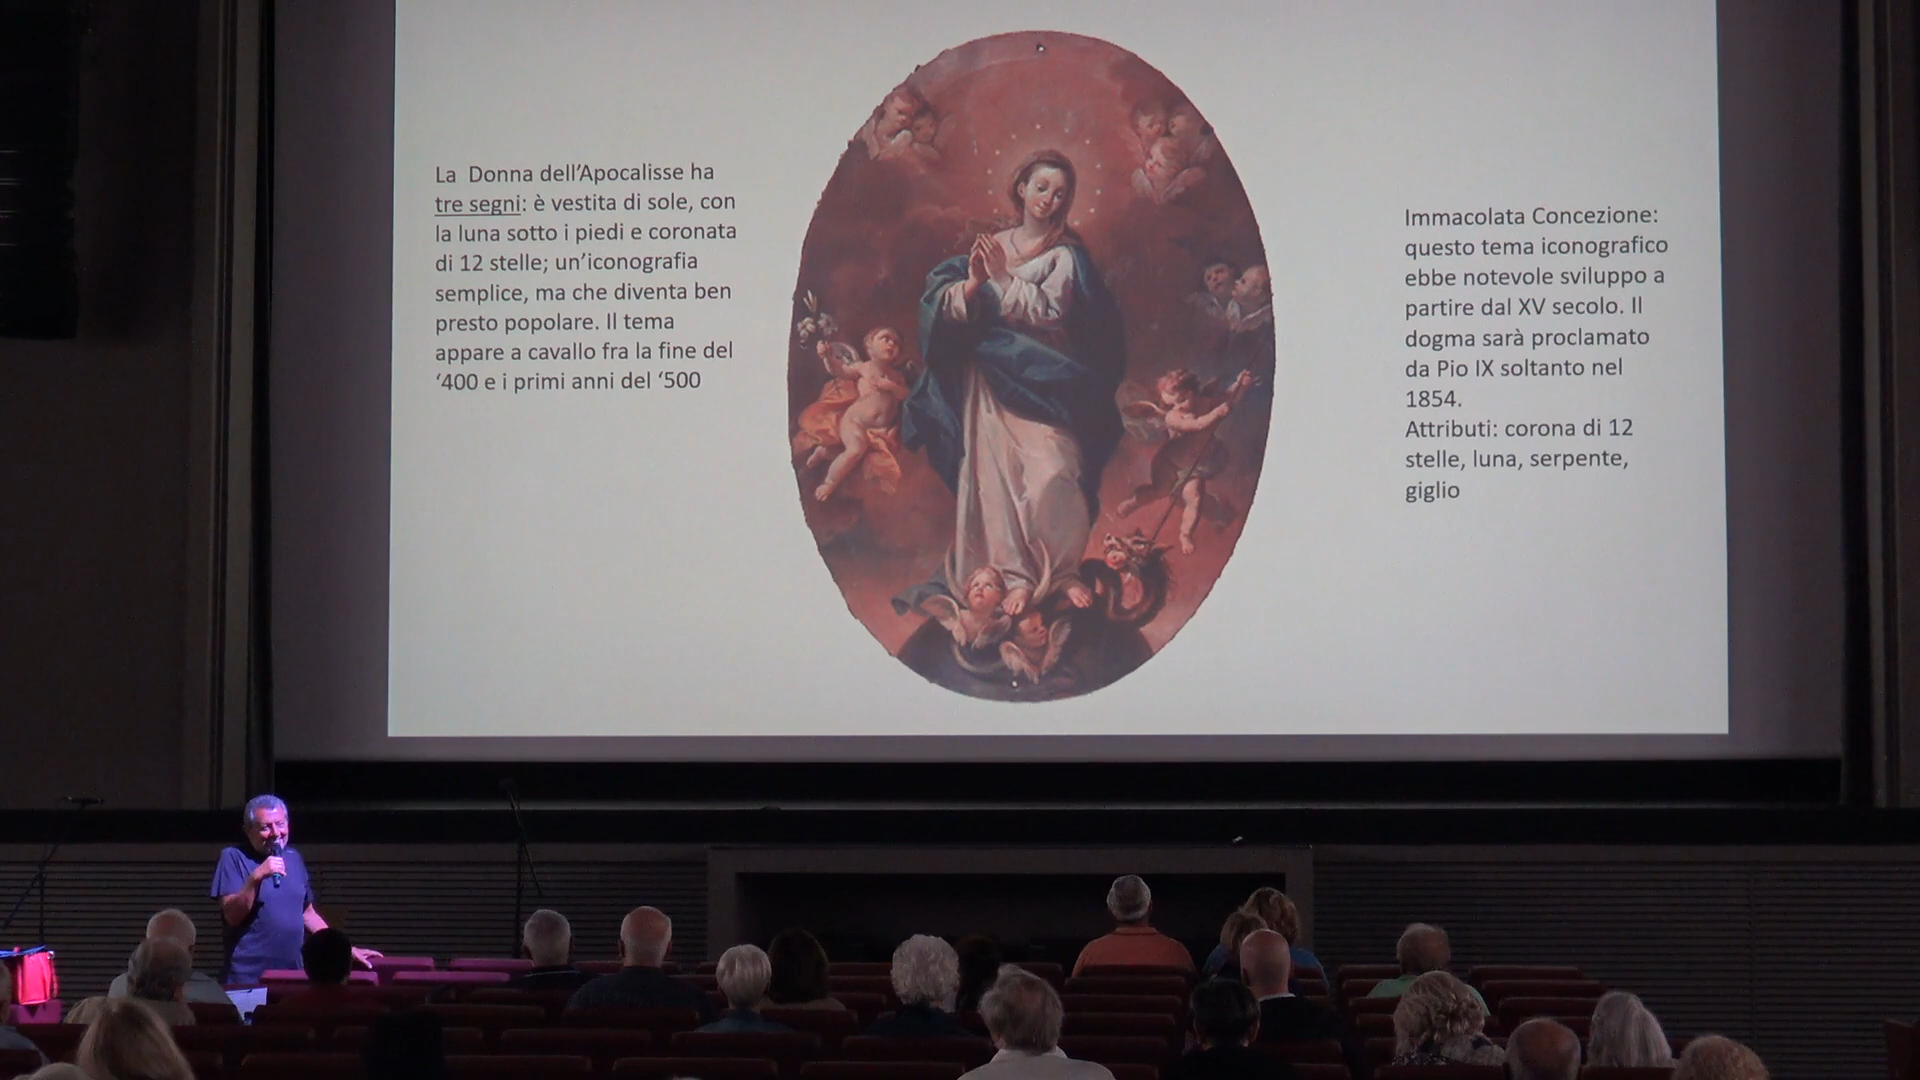 La Donna dell’Apocalisse ha
tre segni: è vestita di sole, con
la luna sotto i piedi e coronata
di 12 stelle; un’iconografia
semplice, ma che diventa ben
presto popolare. Il tema
appare a cavallo fra la fine del
‘400 e i primi anni del ‘500
Immacolata Concezione:
questo tema iconografico
ebbe notevole sviluppo a
partire dal XV secolo. Il
dogma sarà proclamato
da Pio IX soltanto nel
1854.
Attributi: corona di 12
stelle, luna, serpente,
giglio